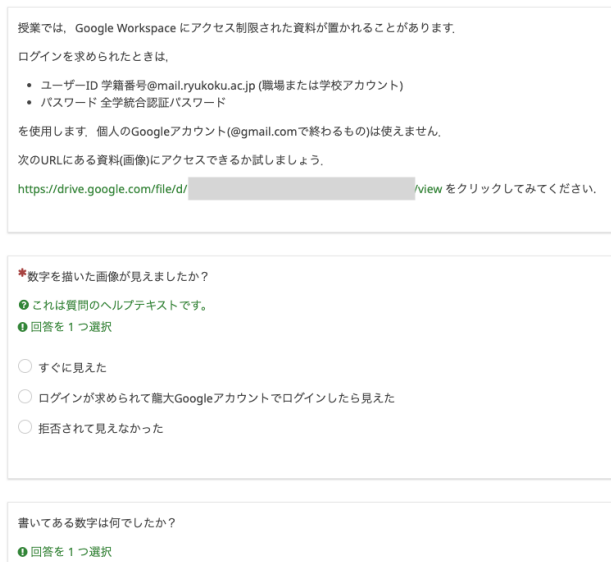 授業では，Google Workspace にアクセス制限された資料が置かれることがあります．
ログインを求められたときは，
• ユーザーID 学籍番号@mail.ryukoku.ac.jp (職場または学校アカウント)
• パスワード 全学統合認証パスワード
を使用します．個人のGoogleアカウント(@gmail.comで終わるもの)は使えません．
次のURLにある資料(画像)にアクセスできるか試しましょう．
https://drive.google.com/file/d/ /view をクリックしてみてください．
*数字を描いた画像が見えましたか？
これは質問のヘルプテキストです。
回答を 1 つ選択
すぐに見えた
ログインが求められて龍大Googleアカウントでログインしたら見えた
拒否されて見えなかった
書いてある数字は何でしたか？
回答を 1 つ選択